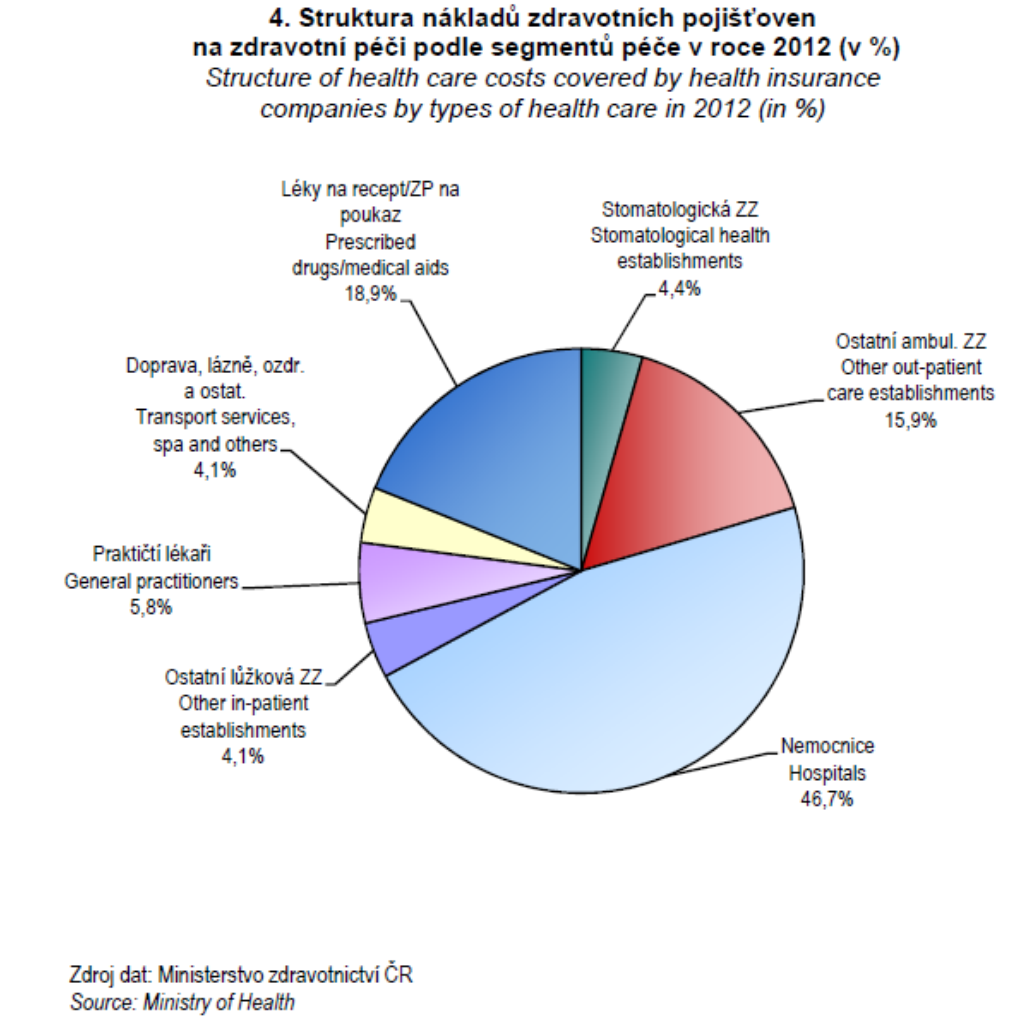 4. Struktura nákladů zdravotních pojišťoven
na zdravotní péči podle segmentů péče v roce 2012 (v %)
Structure of health care costs covered by health insurance
companies by types of health care in 2012 (in %)
Léky na recept/ZP na
poukaz
Prescribed
drugs/medical aids
18,9%
Stomatologická ZZ
Stomatological health
establishments
4,4%
Ostatní ambul. ZZ
Other out-patient
care establishments
15,9%
Doprava, lázně, ozdr.
a ostat.
Transport services,
spa and others
4,1%
Praktičtí lékaři
General practitioners
5,8%
Ostatní lůžková ZZ
Other in-patient
establishments
4,1%
Nemocnice
Hospitals
46,7%
Zdroj dat: Ministerstvo zdravotnictví ČR
Source: Ministry of Health